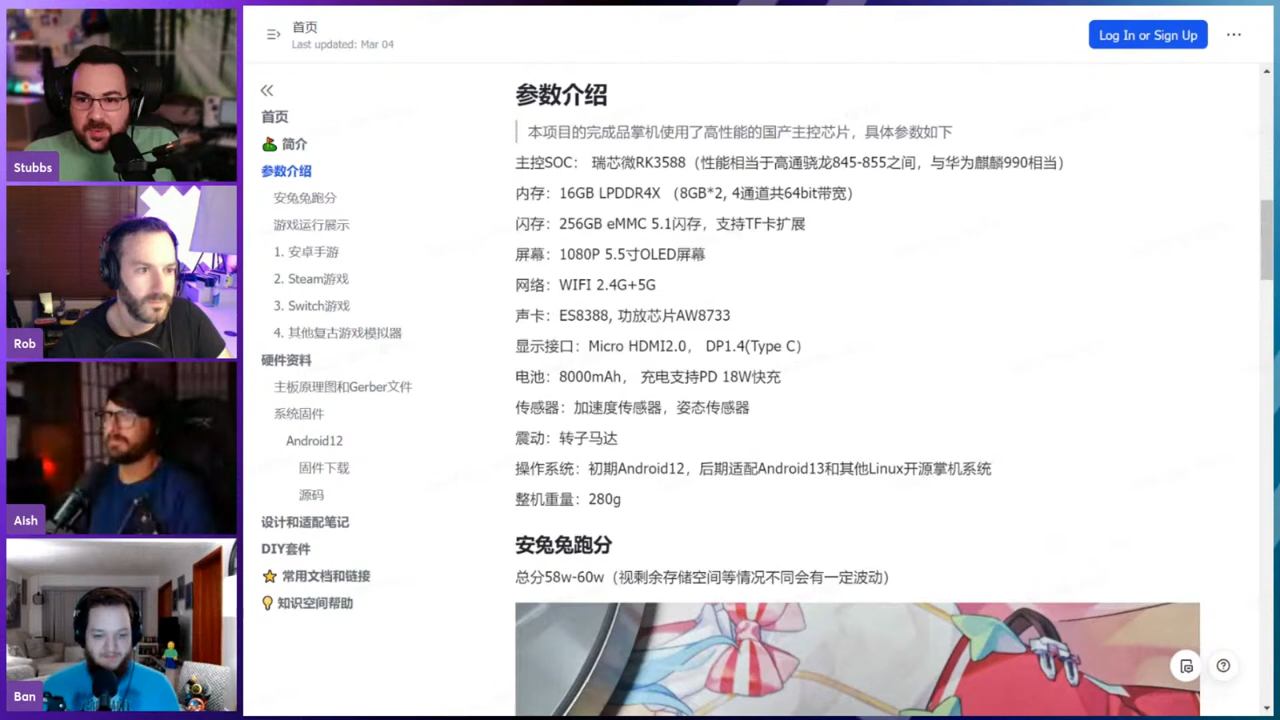 Stubbs
Rob
Aish
Ban
首页
Last updated: Mar 04
Log In or Sign Up
首页
简介
参数介绍
安兔兔跑分
游戏运行展示
1. 安卓手游
2. Steam游戏
3. Switch游戏
4. 其他复古游戏模拟器
硬件资料
主板原理图和Gerber文件
系统固件
Android12
固件下载
源码
设计和适配笔记
DIY套件
常用文档和链接
知识空间帮助
参数介绍
本项目的完成品掌机使用了高性能的国产主控芯片，具体参数如下
主控SOC： 瑞芯微RK3588（性能相当于高通骁龙845-855之间，与华为麒麟990相当）
内存：16GB LPDDR4X （8GB*2, 4通道共64bit带宽）
闪存：256GB eMMC 5.1闪存，支持TF卡扩展
屏幕：1080P 5.5寸OLED屏幕
网络：WIFI 2.4G+5G
声卡：ES8388, 功放芯片AW8733
显示接口：Micro HDMI2.0， DP1.4(Type C）
电池：8000mAh， 充电支持PD 18W快充
传感器：加速度传感器，姿态传感器
震动：转子马达
操作系统：初期Android12，后期适配Android13和其他Linux开源掌机系统
整机重量：280g
安兔兔跑分
总分58w-60w（视剩余存储空间等情况不同会有一定波动）